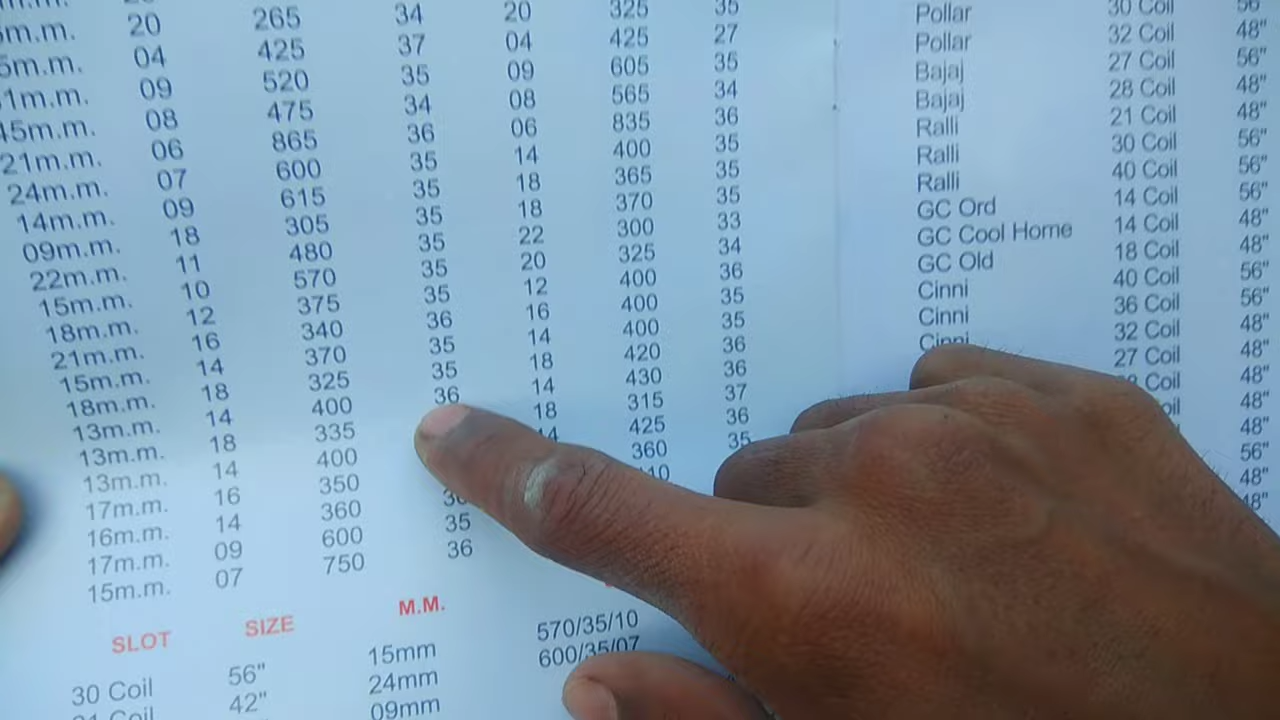 m.m. 20 265 34 20 325 35
5m.m. 04 425 37 04 425 27
51m.m. 09 520 35 09 605 35
45m.m. 08 475 34 08 565 34
21m.m. 06 865 36 06 835 36
24m.m. 07 600 35 14 400 35
14m.m. 09 615 35 18 365 35
09m.m. 18 305 35 18 370 35
22m.m. 11 480 35 22 300 33
15m.m. 10 570 35 20 325 34
18m.m. 12 375 35 12 400 36
21m.m. 16 340 36 16 400 35
15m.m. 14 370 35 14 400 35
18m.m. 18 325 35 18 420 36
13m.m. 14 400 36 14 430 36
13m.m. 18 335 18 315 37
13m.m. 14 400 14 425 36
17m.m. 16 350 360 35
16m.m. 14 360
17m.m. 09 600 35
15m.m. 07 750 36
SLOT SIZE M.M.
30 Coil 56" 15mm 570/35/10
Coil 42" 24mm 600/35/07
09mm
Pollar 30 Coil 56"
Pollar 32 Coil 48"
Bajaj 27 Coil 56"
Bajaj 28 Coil 48"
Ralli 21 Coil 48"
Ralli 30 Coil 56"
Ralli 40 Coil 56"
GC Ord 14 Coil 56"
GC Cool Home 14 Coil 48"
GC Old 18 Coil 48"
Cinni 40 Coil 56"
Cinni 36 Coil 56"
Cinni 32 Coil 48"
27 Coil 48"
Coil 48"
48"
48"
56"
48"
48"